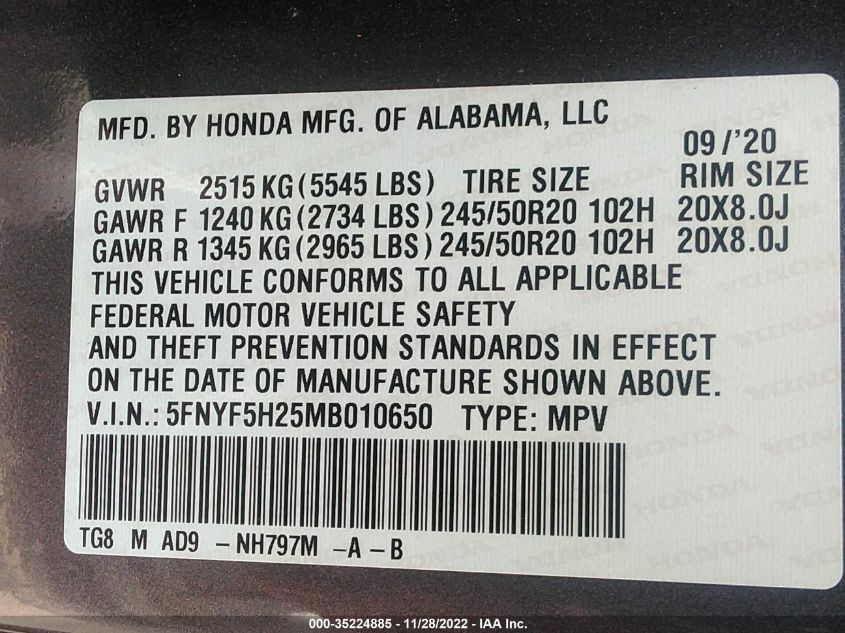 MFD. BY HONDA MFG. OF ALABAMA, LLC
09/'20
GVWR 2515 KG (5545 LBS) TIRE SIZE RIM SIZE
GAWR F 1240 KG (2734 LBS) 245/50R20 102H 20X8.0J
GAWR R 1345 KG (2965 LBS) 245/50R20 102H 20X8.0J
THIS VEHICLE CONFORMS TO ALL APPLICABLE
FEDERAL MOTOR VEHICLE SAFETY
AND THEFT PREVENTION STANDARDS IN EFFECT
ON THE DATE OF MANUFACTURE SHOWN ABOVE.
V.I.N.: 5FNYF5H25MB010650 TYPE: MPV
TG8 M AD9 -NH797M -A -B
000-35224885 - 11/28/2022 - IAA Inc.